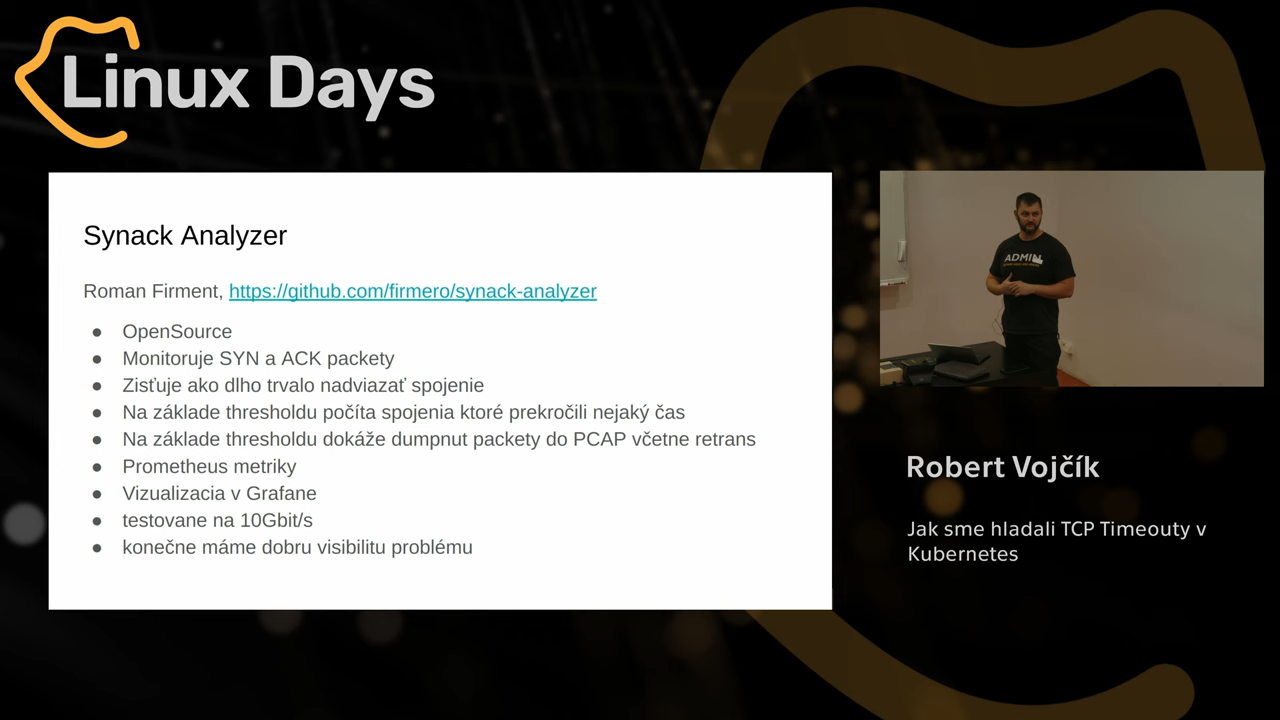 Linux Days
Synack Analyzer
Roman Firment, https://github.com/firmero/synack-analyzer
● OpenSource
● Monitoruje SYN a ACK packety
● Zisťuje ako dlho trvalo nadviazať spojenie
● Na základe thresholdu počíta spojenia ktoré prekročili nejaký čas
● Na základe thresholdu dokáže dumpnut packety do PCAP včetne retrans
● Prometheus metriky
● Vizualizacia v Grafane
● testovane na 10Gbit/s
● konečne máme dobru visibilitu problému
ADMIN
Robert Vojčík
Jak sme hladali TCP Timeouty v
Kubernetes